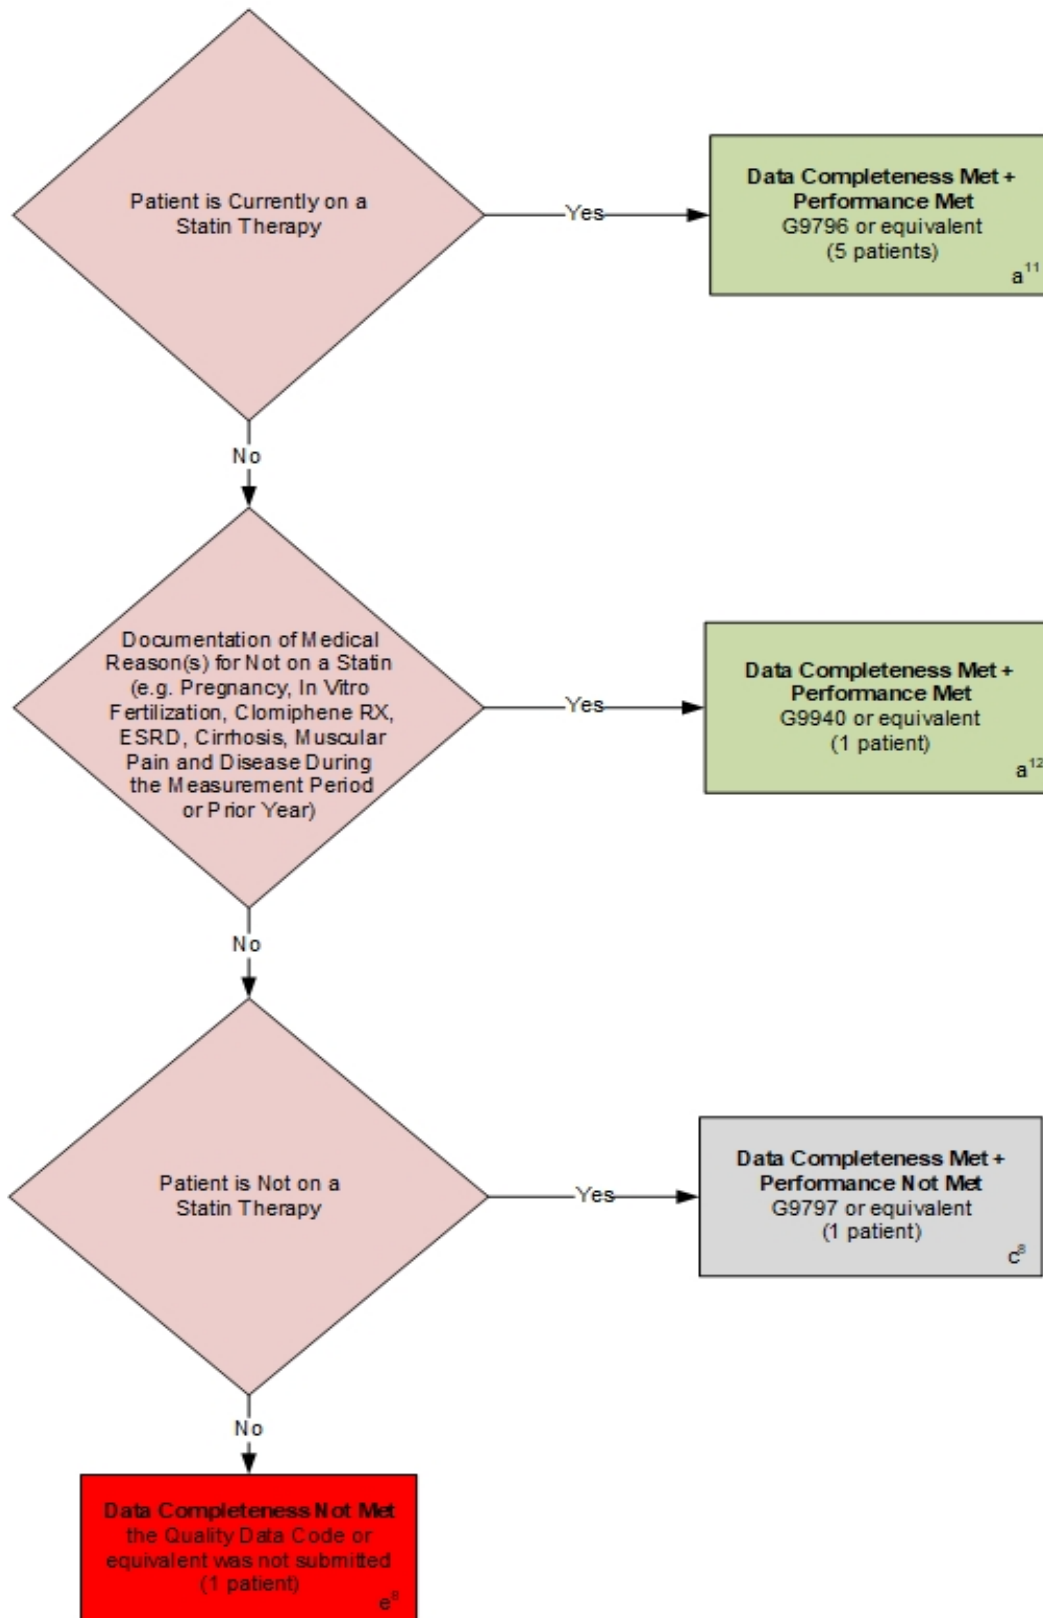 Patient is Currently on a
Statin Therapy
Yes
Data Completeness Met +
Performance Met
G9796 or equivalent
(5 patients)
a¹¹
No
Documentation of Medical
Reason(s) for Not on a Statin
(e.g. Pregnancy, In Vitro
Fertilization, Clomiphene RX,
ESRD, Cirrhosis, Muscular
Pain and Disease During
the Measurement Period
or Prior Year)
Yes
Data Completeness Met +
Performance Met
G9940 or equivalent
(1 patient)
a¹²
No
Patient is Not on a
Statin Therapy
Yes
Data Completeness Met +
Performance Not Met
G9797 or equivalent
(1 patient)
c⁸
No
Data Completeness Not Met
the Quality Data Code or
equivalent was not submitted
(1 patient)
e⁸